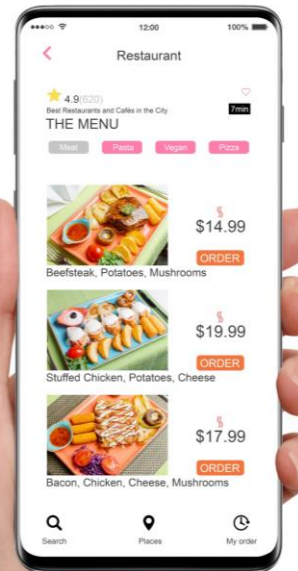 12:00
100%
Restaurant
4.9(620)
Best Restaurants and Cafés in the City
7min
THE MENU
Meat Pasta Vegan Pizza
$14.99
ORDER
Beefsteak, Potatoes, Mushrooms
$19.99
ORDER
Stuffed Chicken, Potatoes, Cheese
$17.99
ORDER
Bacon, Chicken, Cheese, Mushrooms
Search Places My order